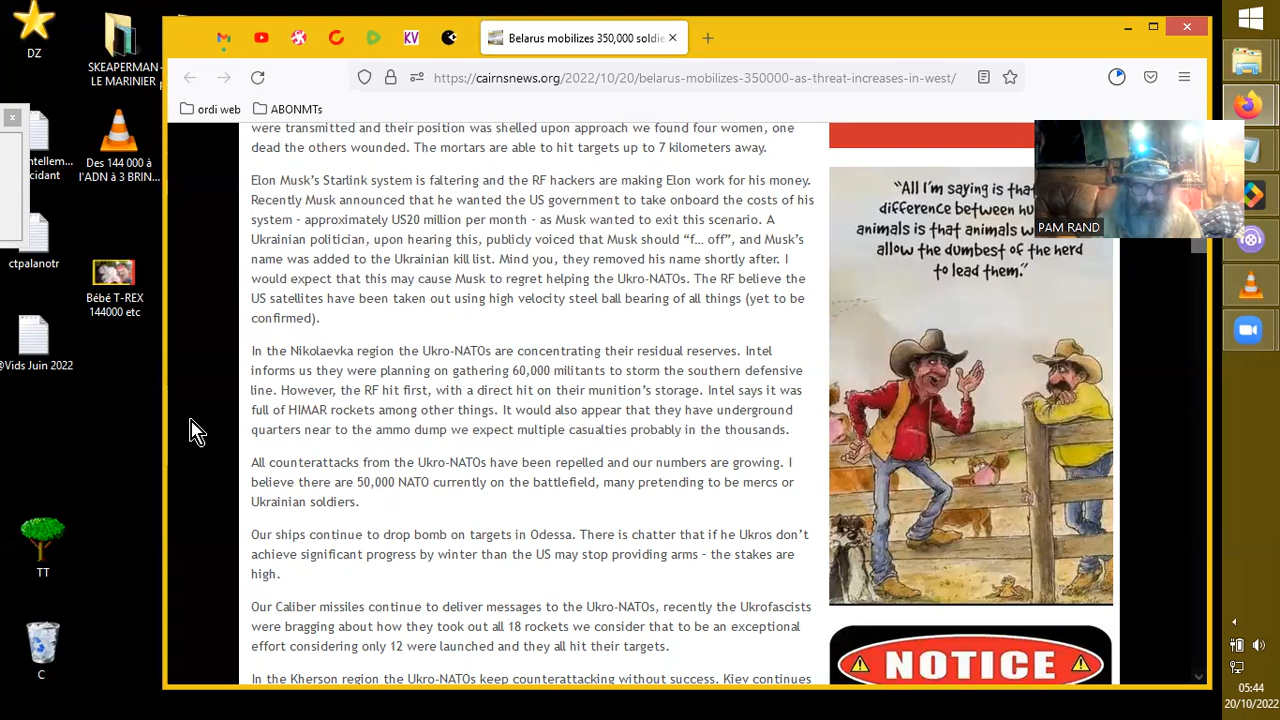 DZ
SKEAPERMAN-
LE MARINIER
Des 144 000 à
l'ADN à 3 BRIN...
ntellem...
cidant
ctpalanotr
Bébé T-REX
144000 etc
@Vids Juin 2022
TT
C
x
KV
Belarus mobilizes 350,000 soldie
https://cairnsnews.org/2022/10/20/belarus-mobilizes-350000-as-threat-increases-in-west/
ordi web
ABONMTs
were transmitted and their position was shelled upon approach we found four women, one
dead the others wounded. The mortars are able to hit targets up to 7 kilometers away.
Elon Musk's Starlink system is faltering and the RF hackers are making Elon work for his money.
Recently Musk announced that he wanted the US government to take onboard the costs of his
system – approximately US20 million per month – as Musk wanted to exit this scenario. A
Ukrainian politician, upon hearing this, publicly voiced that Musk should "f... off", and Musk's
name was added to the Ukrainian kill list. Mind you, they removed his name shortly after. I
would expect that this may cause Musk to regret helping the Ukro-NATOs. The RF believe the
US satellites have been taken out using high velocity steel ball bearing of all things (yet to be
confirmed).
In the Nikolaevka region the Ukro-NATOs are concentrating their residual reserves. Intel
informs us they were planning on gathering 60,000 militants to storm the southern defensive
line. However, the RF hit first, with a direct hit on their munition's storage. Intel says it was
full of HIMAR rockets among other things. It would also appear that they have underground
quarters near to the ammo dump we expect multiple casualties probably in the thousands.
All counterattacks from the Ukro-NATOs have been repelled and our numbers are growing. I
believe there are 50,000 NATO currently on the battlefield, many pretending to be mercs or
Ukrainian soldiers.
Our ships continue to drop bomb on targets in Odessa. There is chatter that if he Ukros don't
achieve significant progress by winter than the US may stop providing arms – the stakes are
high.
Our Caliber missiles continue to deliver messages to the Ukro-NATOs, recently the Ukrofascists
were bragging about how they took out all 18 rockets we consider that to be an exceptional
effort considering only 12 were launched and they all hit their targets.
In the Kherson region the Ukro-NATOs keep counterattacking without success. Kiev continues
"All I'm saying is tha
difference between hu
animals is that animals w
allow the dumbest of the herd
to lead them."
PAM RAND
NOTICE
05:44
20/10/2022